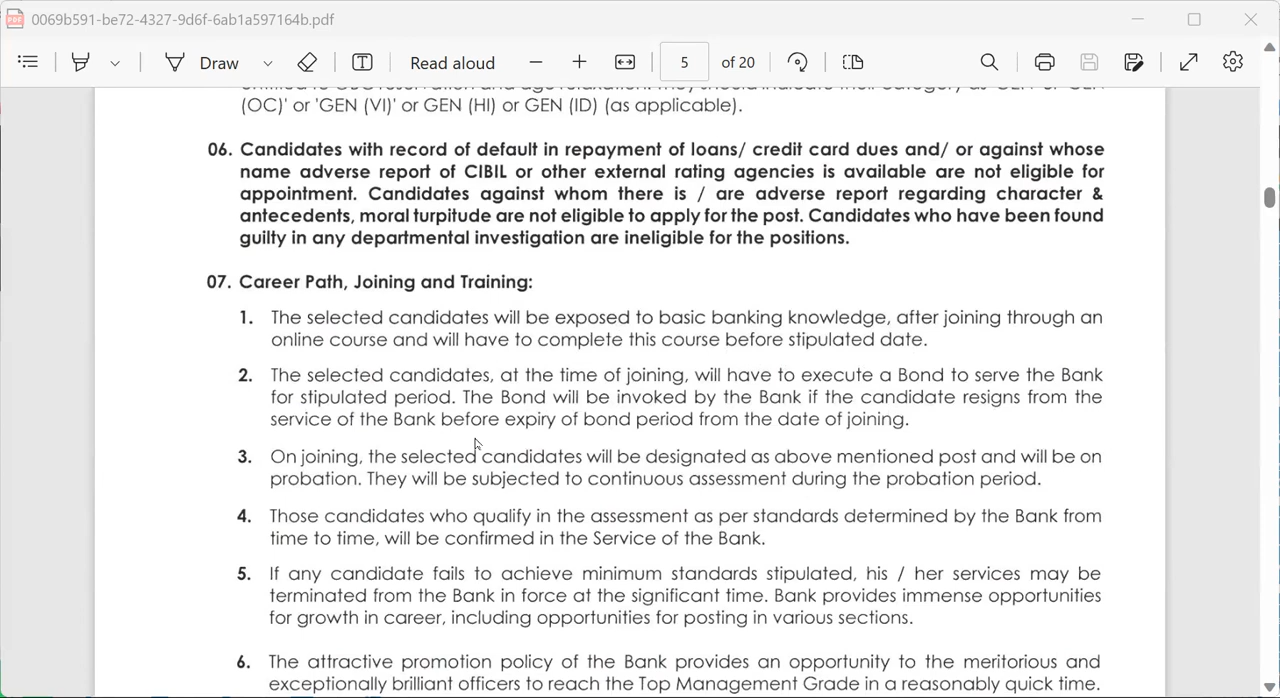 0069b591-be72-4327-9d6f-6ab1a597164b.pdf
Draw Read aloud 5 of 20
(OC)' or 'GEN (VI)' or GEN (HI) or GEN (ID) (as applicable).
06. Candidates with record of default in repayment of loans/ credit card dues and/ or against whose
name adverse report of CIBIL or other external rating agencies is available are not eligible for
appointment. Candidates against whom there is / are adverse report regarding character &
antecedents, moral turpitude are not eligible to apply for the post. Candidates who have been found
guilty in any departmental investigation are ineligible for the positions.
07. Career Path, Joining and Training:
1. The selected candidates will be exposed to basic banking knowledge, after joining through an
online course and will have to complete this course before stipulated date.
2. The selected candidates, at the time of joining, will have to execute a Bond to serve the Bank
for stipulated period. The Bond will be invoked by the Bank if the candidate resigns from the
service of the Bank before expiry of bond period from the date of joining.
3. On joining, the selected candidates will be designated as above mentioned post and will be on
probation. They will be subjected to continuous assessment during the probation period.
4. Those candidates who qualify in the assessment as per standards determined by the Bank from
time to time, will be confirmed in the Service of the Bank.
5. If any candidate fails to achieve minimum standards stipulated, his / her services may be
terminated from the Bank in force at the significant time. Bank provides immense opportunities
for growth in career, including opportunities for posting in various sections.
6. The attractive promotion policy of the Bank provides an opportunity to the meritorious and
exceptionally brilliant officers to reach the Top Management Grade in a reasonably quick time.